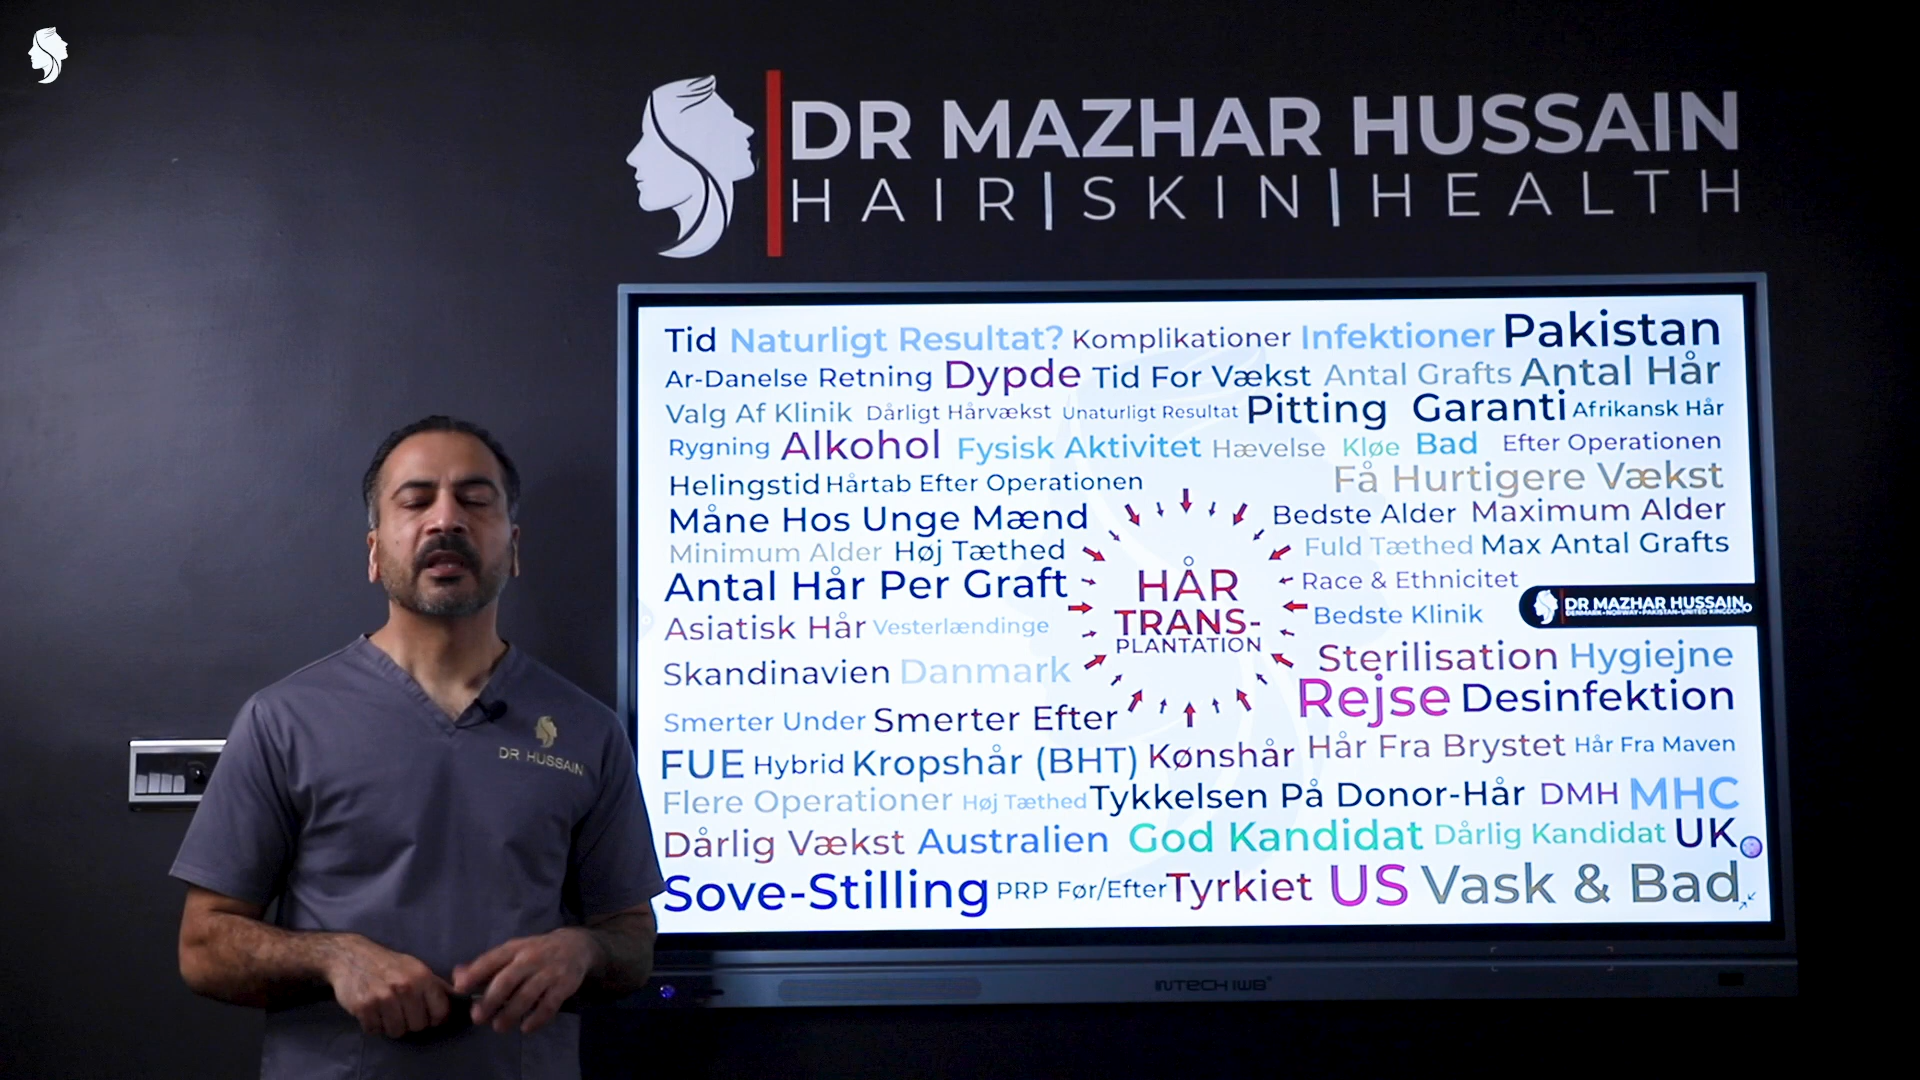 DR MAZHAR HUSSAIN
HAIR|SKIN|HEALTH
Tid Naturligt Resultat? Komplikationer Infektioner Pakistan
Ar-Danelse Retning Dypde Tid For Vækst Antal Grafts Antal Hår
Valg Af Klinik Dårligt Hårvækst Unaturligt Resultat Pitting Garanti Afrikansk Hår
Rygning Alkohol Fysisk Aktivitet Hævelse Kløe Bad Efter Operationen
Helingstid Hårtab Efter Operationen Få Hurtigere Vækst
Måne Hos Unge Mænd Bedste Alder Maximum Alder
Minimum Alder Høj Tæthed Fuld Tæthed Max Antal Grafts
Antal Hår Per Graft HÅR Race & Ethnicitet
DR MAZHAR HUSSAIN
DENMARK•NORWAY•PAKISTAN•UNITED KINGDOM
Asiatisk Hår Vesterlændinge TRANS- Bedste Klinik
PLANTATION
Skandinavien Danmark Sterilisation Hygiejne
Smerter Under Smerter Efter Rejse Desinfektion
FUE Hybrid Kropshår (BHT) Kønshår Hår Fra Brystet Hår Fra Maven
Flere Operationer Høj Tæthed Tykkelsen På Donor-Hår DMH MHC
Dårlig Vækst Australien God Kandidat Dårlig Kandidat UK
Sove-Stilling PRP Før/Efter Tyrkiet US Vask & Bad
DR HUSSAIN
INTECH IWB